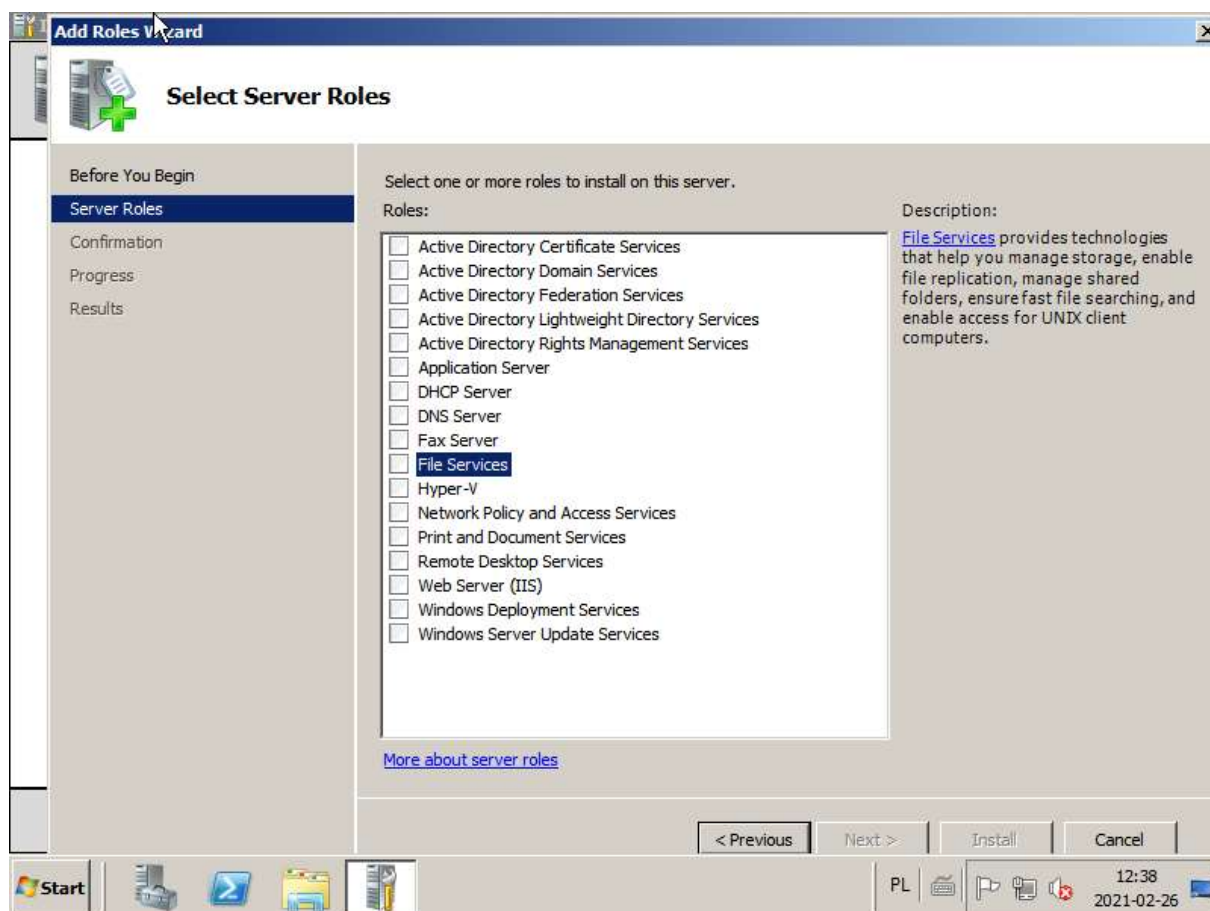 Add Roles Wizard
Select Server Roles
Before You Begin
Server Roles
Confirmation
Progress
Results
Select one or more roles to install on this server.
Roles:
Active Directory Certificate Services
Active Directory Domain Services
Active Directory Federation Services
Active Directory Lightweight Directory Services
Active Directory Rights Management Services
Application Server
DHCP Server
DNS Server
Fax Server
File Services
Hyper-V
Network Policy and Access Services
Print and Document Services
Remote Desktop Services
Web Server (IIS)
Windows Deployment Services
Windows Server Update Services
More about server roles
Description:
File Services provides technologies
that help you manage storage, enable
file replication, manage shared
folders, ensure fast file searching, and
enable access for UNIX client
computers.
< Previous
Next >
Install
Cancel
Start
PL
12:38
2021-02-26